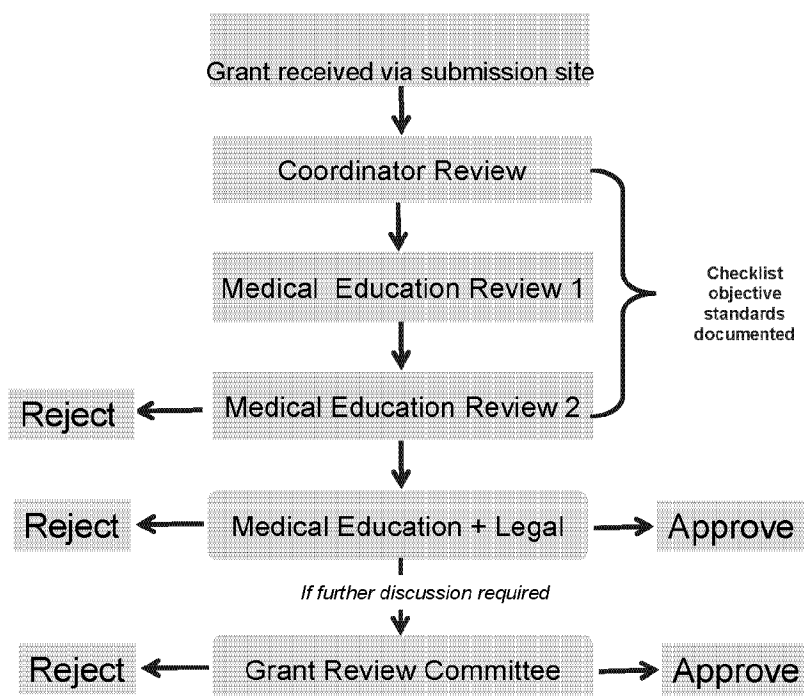 Grant received via submission site
Coordinator Review
Medical Education Review 1
Checklist
objective
standards
documented
Reject
Medical Education Review 2
Reject
Medical Education + Legal
Approve
If further discussion required
Reject
Grant Review Committee
Approve